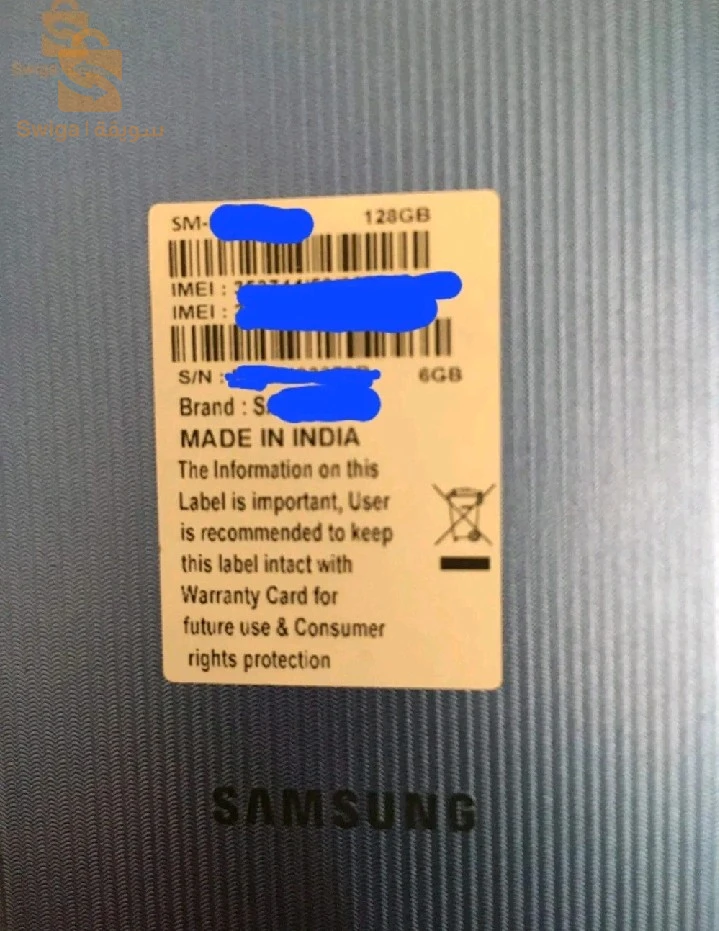 Swiga | سويقة
SM-
128GB
IMEI :
IMEI :
S/N :
6GB
Brand : S
MADE IN INDIA
The Information on this
Label is important, User
is recommended to keep
this label intact with
Warranty Card for
future use & Consumer
rights protection
SAMSUNG